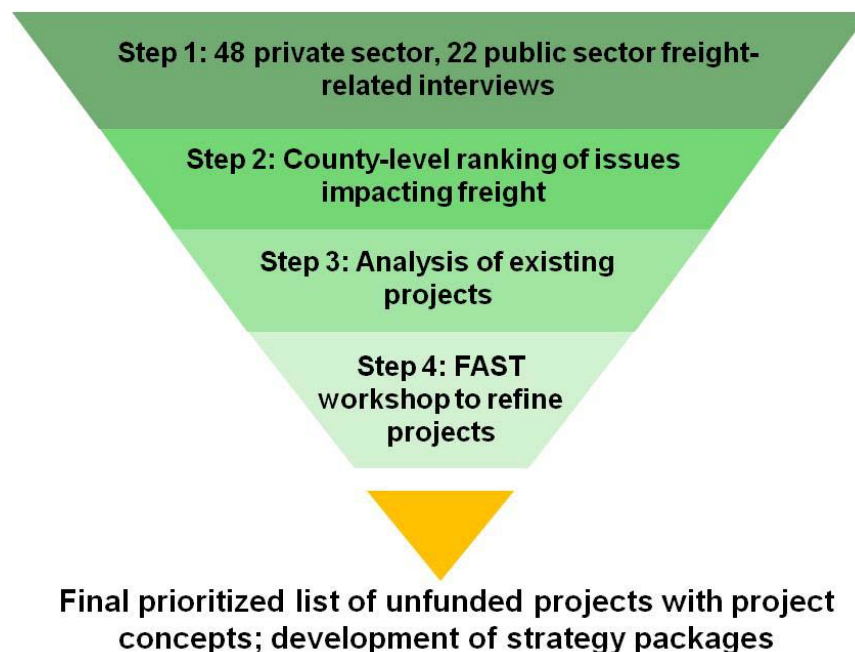 Step 1: 48 private sector, 22 public sector freight-
related interviews
Step 2: County-level ranking of issues
impacting freight
Step 3: Analysis of existing
projects
Step 4: FAST
workshop to refine
projects
Final prioritized list of unfunded projects with project
concepts; development of strategy packages